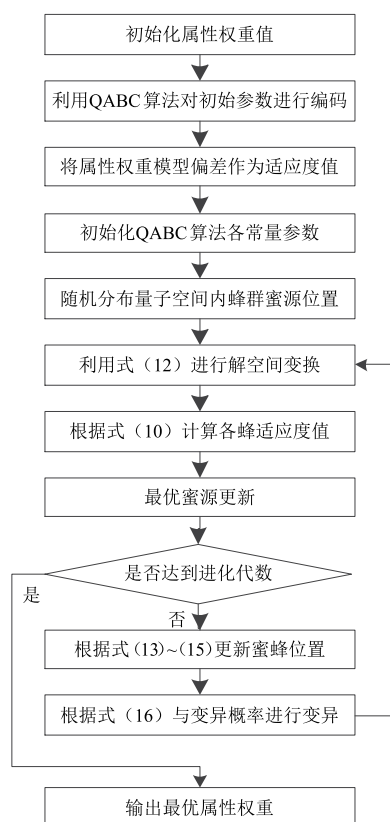 初始化属性权重值
利用QABC算法对初始参数进行编码
将属性权重模型偏差作为适应度值
初始化QABC算法各常量参数
随机分布量子空间内蜂群蜜源位置
利用式（12）进行解空间变换
根据式（10）计算各蜂适应度值
最优蜜源更新
是否达到进化代数
是
否
根据式(13)~(15)更新蜜蜂位置
根据式（16）与变异概率进行变异
输出最优属性权重